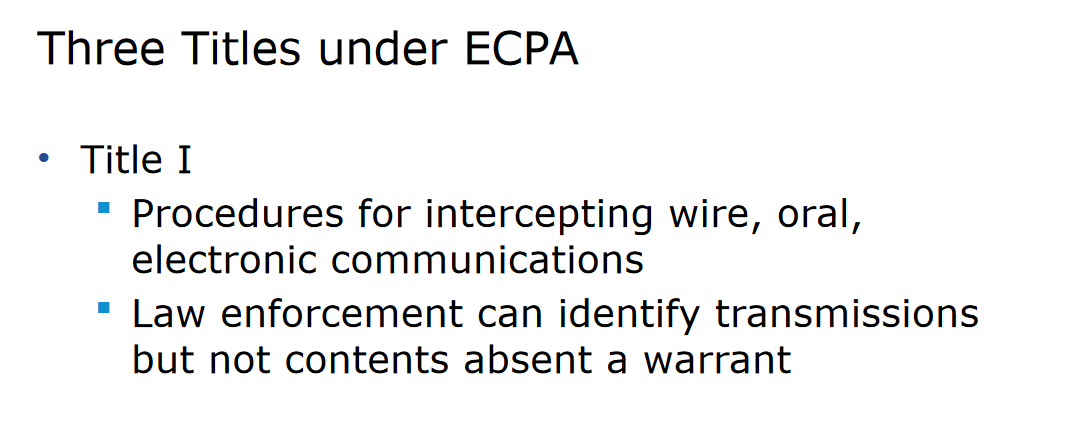 Three Titles under ECPA
• Title I
▪ Procedures for intercepting wire, oral,
electronic communications
▪ Law enforcement can identify transmissions
but not contents absent a warrant